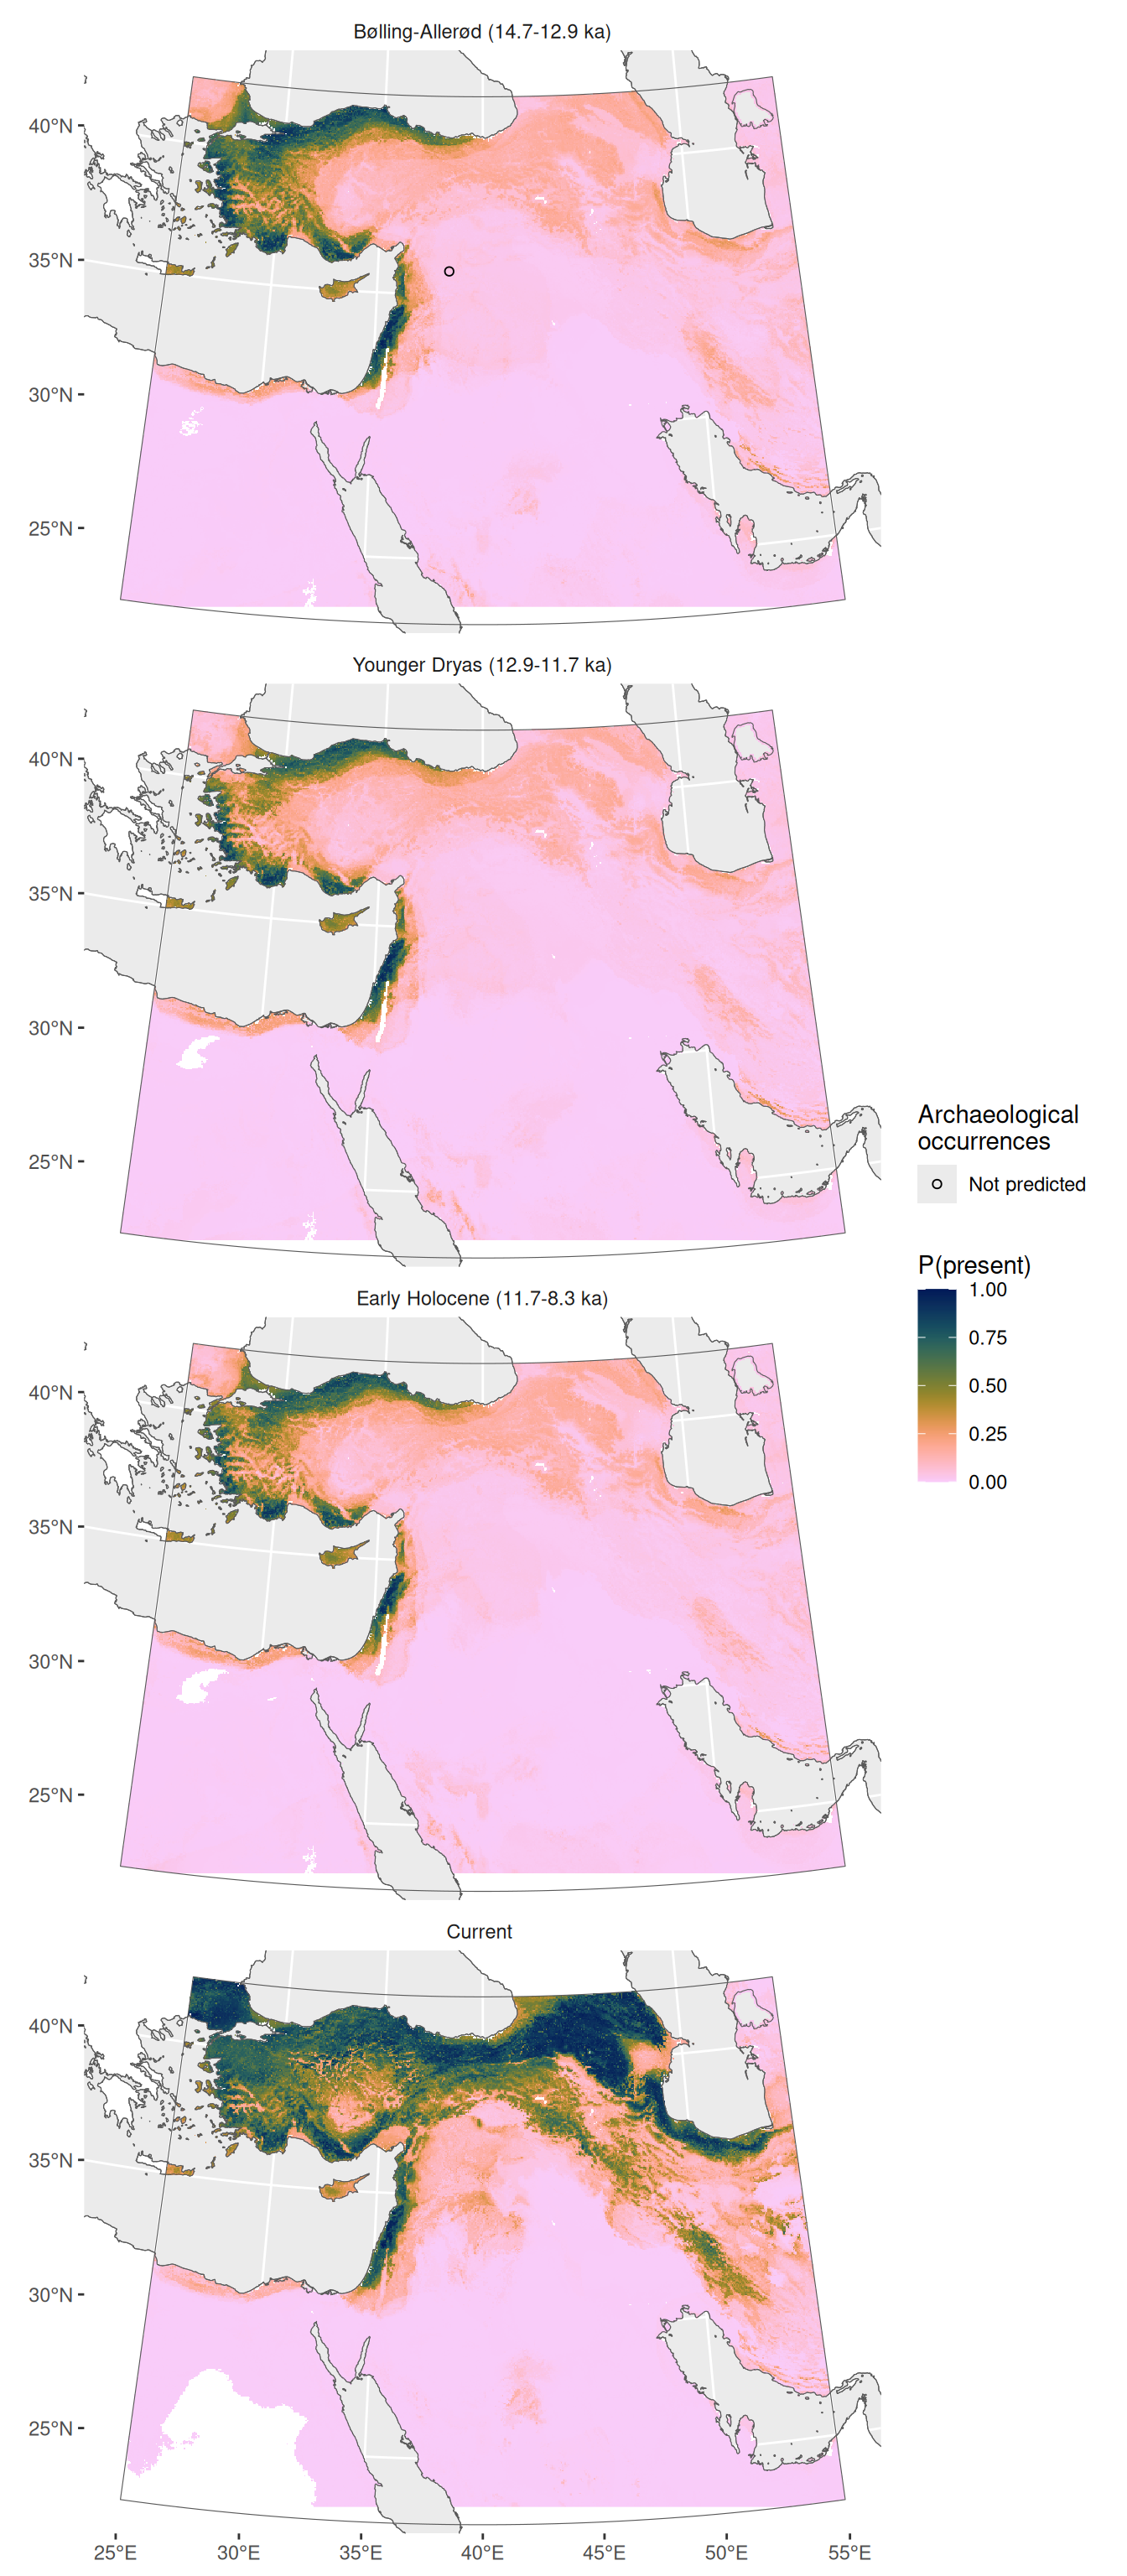 Bølling-Allerød (14.7-12.9 ka)
40°N
35°N
30°N
25°N
Younger Dryas (12.9-11.7 ka)
40°N
35°N
30°N
25°N
Archaeological
occurrences
Not predicted
P(present)
1.00
0.75
0.50
0.25
0.00
Early Holocene (11.7-8.3 ka)
40°N
35°N
30°N
25°N
Current
40°N
35°N
30°N
25°N
25°E 30°E 35°E 40°E 45°E 50°E 55°E